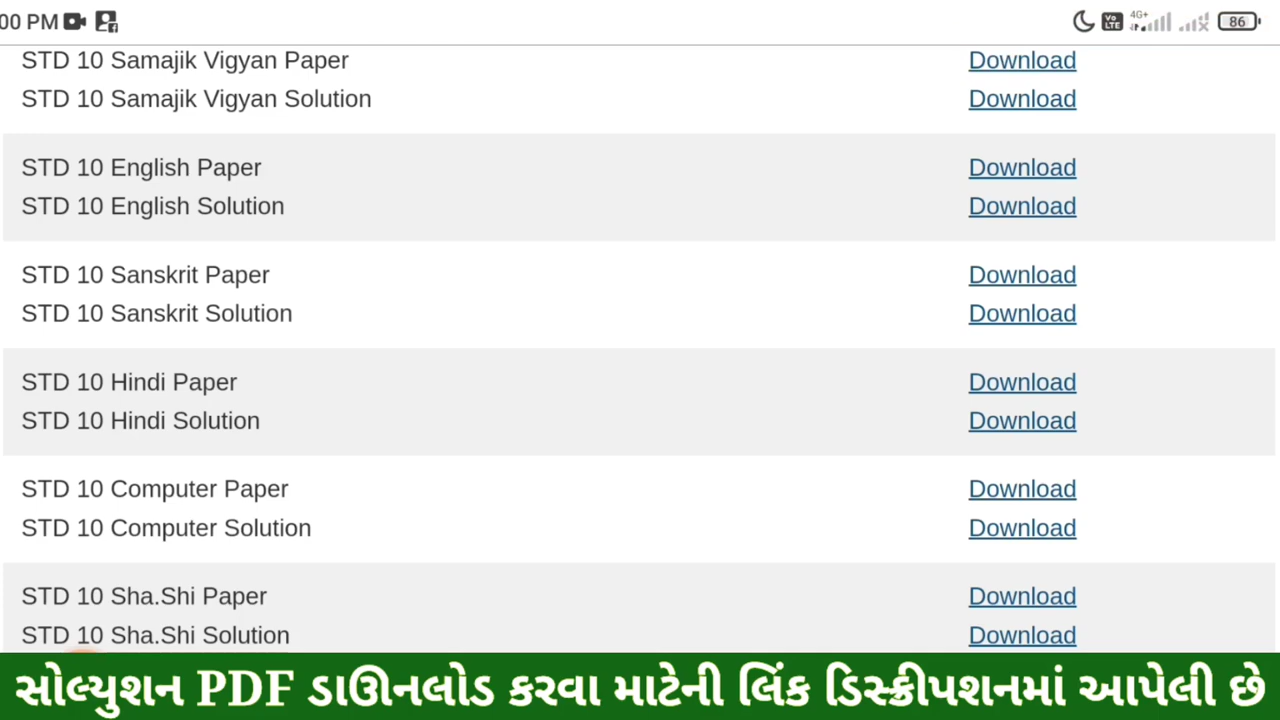 00 PM
Vo LTE 4G+ 86
STD 10 Samajik Vigyan Paper Download
STD 10 Samajik Vigyan Solution Download
STD 10 English Paper Download
STD 10 English Solution Download
STD 10 Sanskrit Paper Download
STD 10 Sanskrit Solution Download
STD 10 Hindi Paper Download
STD 10 Hindi Solution Download
STD 10 Computer Paper Download
STD 10 Computer Solution Download
STD 10 Sha.Shi Paper Download
STD 10 Sha.Shi Solution Download
સોલ્યુશન PDF ડાઊનલોડ કરવા માટેની લિંક ડિસ્ક્રીપશનમાં આપેલી છે